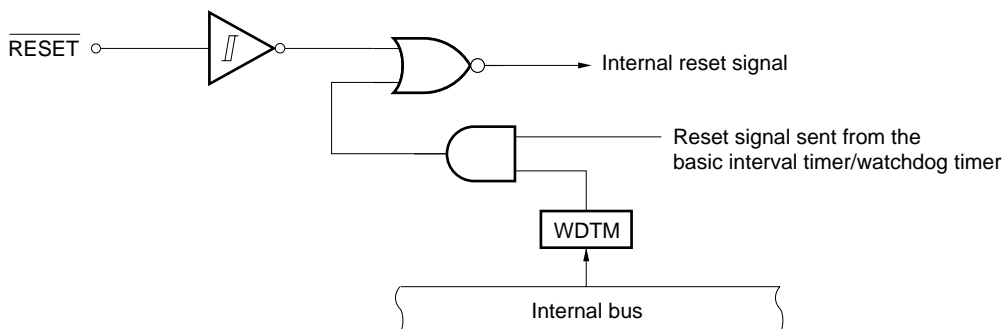 RESET
Internal reset signal
Reset signal sent from the
basic interval timer/watchdog timer
WDTM
Internal bus